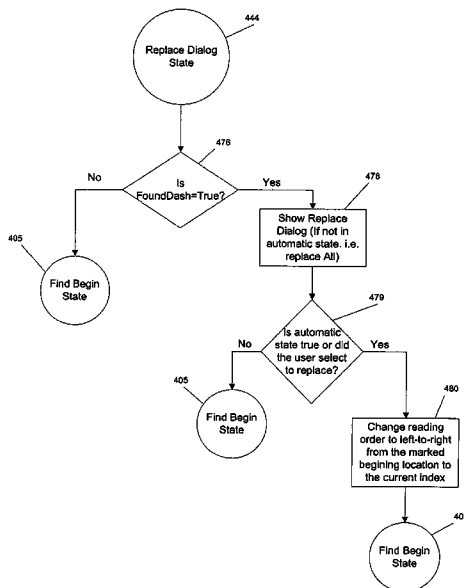 444
Replace Dialog
State
476
No
Is
FoundDash=True?
Yes
478
405
Show Replace
Dialog (If not in
automatic state. i.e.
replace All)
Find Begin
State
479
No
Is automatic
state true or did
the user select
to replace?
Yes
405
480
Find Begin
State
Change reading
order to left-to-right
from the marked
begining location to
the current index
40
Find Begin
State